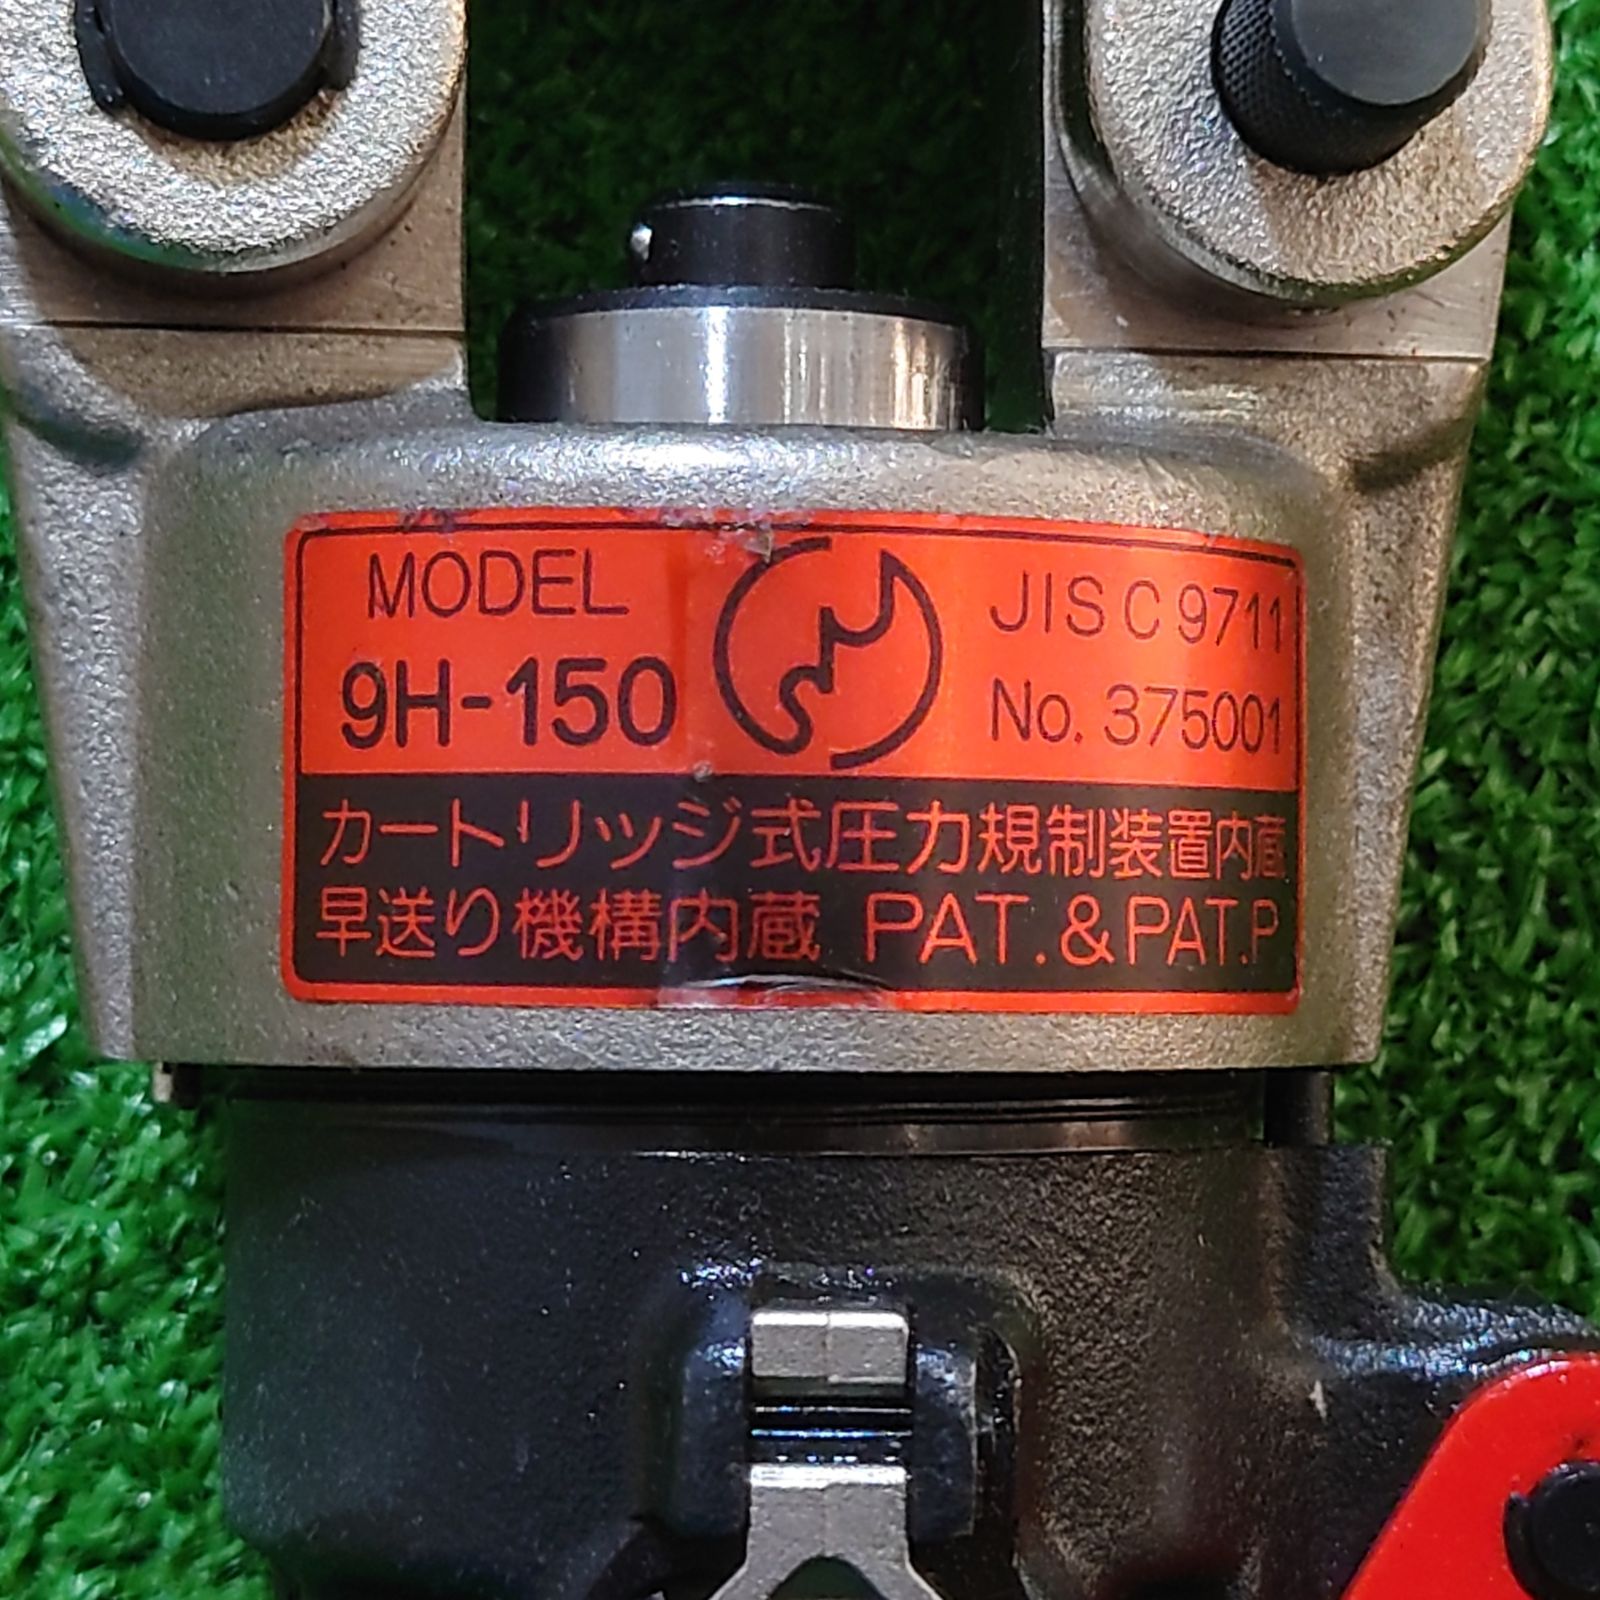 MODEL
9H-150
JIS C 9711
No. 375001
カートリッジ式圧力規制装置内蔵
早送り機構内蔵 PAT.&PAT.P